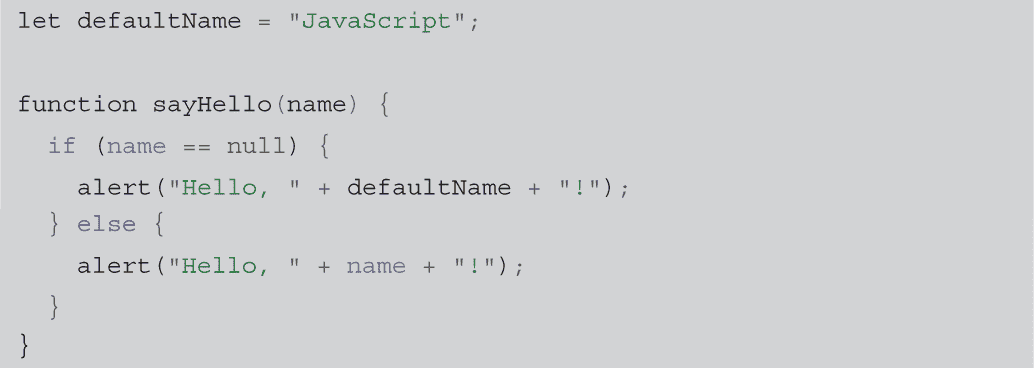 let defaultName = "JavaScript";
function sayHello(name) {
if (name == null) {
alert("Hello, " + defaultName + "!");
} else {
alert("Hello, " + name + "!");
}
}